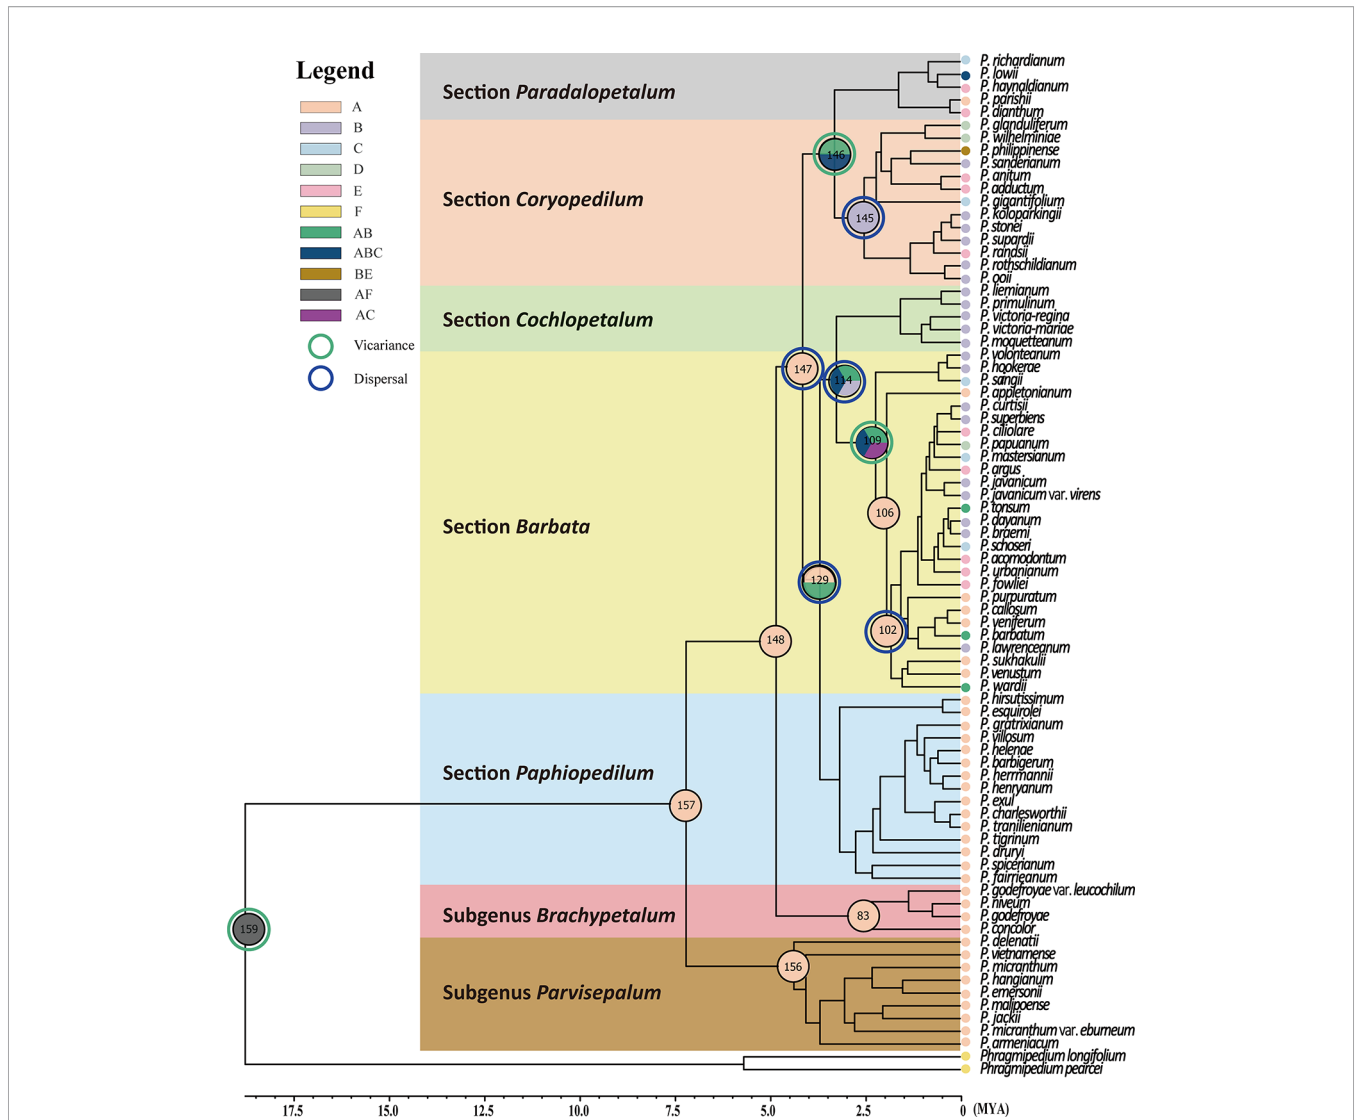 Legend
A
B
C
D
E
F
AB
ABC
BE
AF
AC
Vicariance
Dispersal
Section Paradalopetalum
Section Coryopedilum
Section Cochlopetalum
Section Barbata
Section Paphiopedilum
Subgenus Brachypetalum
Subgenus Parvisepalum
146
145
147
114
109
106
129
102
148
157
83
159
156
P. richardianum
P. lowii
P. haynaldianum
P. parishii
P. dianthum
P. glanduliferum
P. wilhelminiae
P. philippinense
P. sanderianum
P. anitum
P. adductum
P. gigantifolium
P. koloparkingii
P. stonei
P. supardii
P. randsii
P. rothschildianum
P. ooii
P. liemianum
P. primulinum
P. victoria-regina
P. victoria-mariae
P. moquetteanum
P. volonteanum
P. hookerae
P. sangii
P. appletonianum
P. curtisii
P. superbiens
P. ciliolare
P. papuanum
P. mastersianum
P. argus
P. javanicum
P. javanicum var. virens
P. tonsum
P. dayanum
P. braemi
P. schoseri
P. acomodontum
P. urbanianum
P. fowliei
P. purpuratum
P. callosum
P. veniferum
P. barbatum
P. lawrenceanum
P. sukhakulii
P. venustum
P. wardii
P. hirsutissimum
P. esquirolei
P. gratrixianum
P. villosum
P. helenae
P. barbigerum
P. herrmannii
P. henryanum
P. exul
P. charlesworthii
P. tranlienianum
P. tigrinum
P. druryi
P. spicerianum
P. fairrieanum
P. godefroyae var. leucochilum
P. niveum
P. godefroyae
P. concolor
P. delenatii
P. vietnamense
P. micranthum
P. hangianum
P. emersonii
P. malipoense
P. jackii
P. micranthum var. eburneum
P. armeniacum
Phragmipedium longifolium
Phragmipedium pearcei
17.5 15.0 12.5 10.0 7.5 5.0 2.5 0 (MYA)